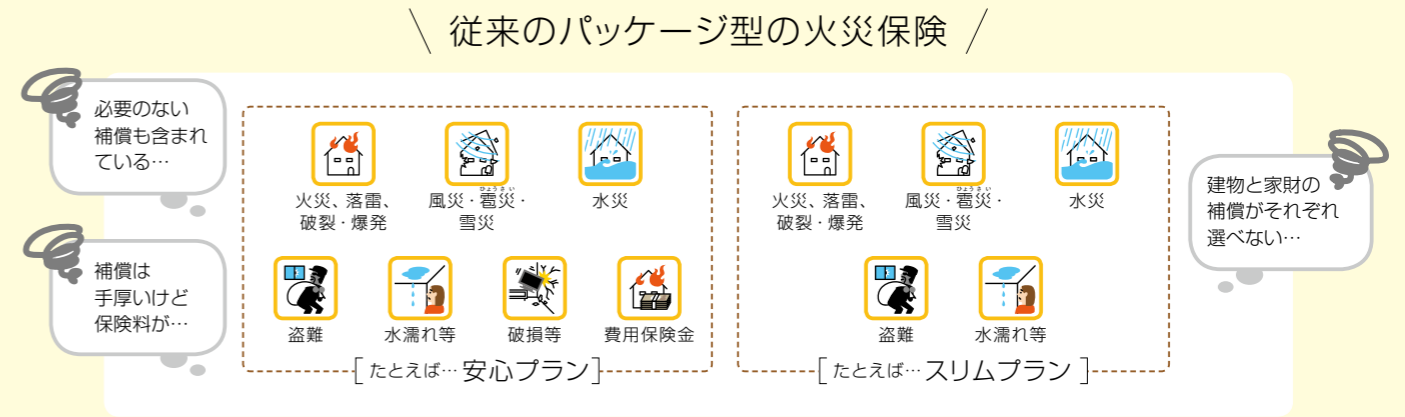 従来のパッケージ型の火災保険
必要のない
補償も含まれ
ている…
補償は
手厚いけど
保険料が…
火災、落雷、
破裂・爆発
ひょうさい
風災・雹災・
雪災
水災
盗難
水濡れ等
破損等
費用保険金
たとえば… 安心プラン
火災、落雷、
破裂・爆発
ひょうさい
風災・雹災・
雪災
水災
盗難
水濡れ等
たとえば… スリムプラン
建物と家財の
補償がそれぞれ
選べない…